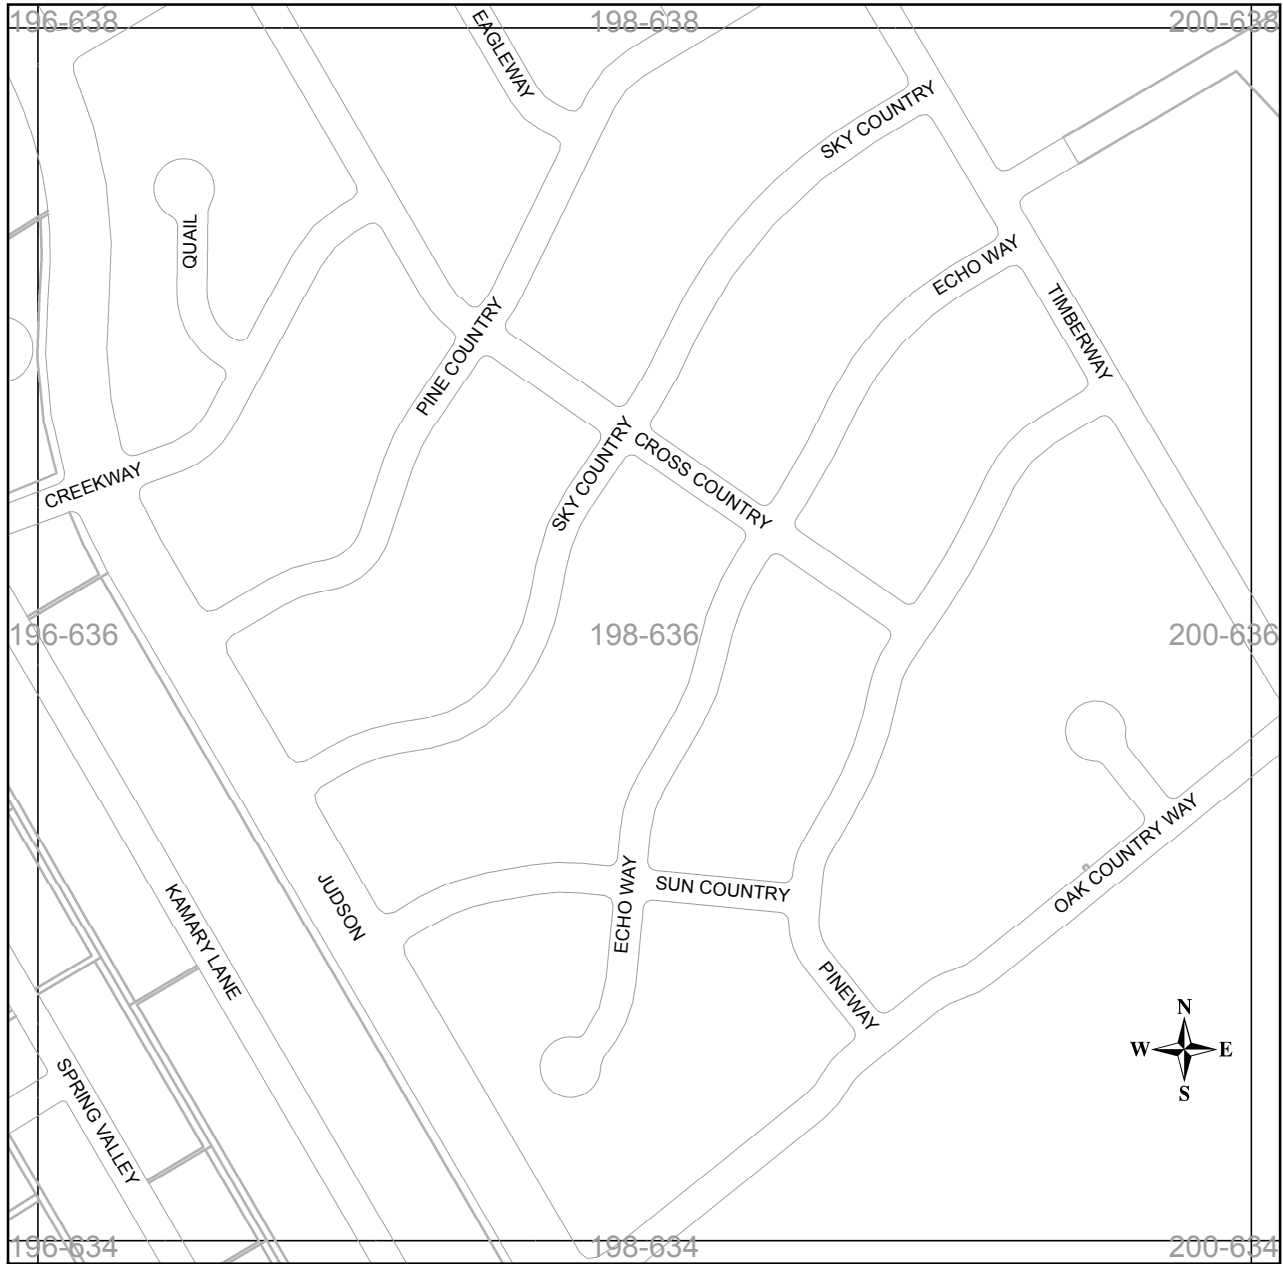 196-638
198-638
200-638
EAGLEWAY
SKY COUNTRY
QUAIL
ECHO WAY
TIMBERWAY
PINE COUNTRY
SKY COUNTRY
CROSS COUNTRY
CREEKWAY
196-636
198-636
200-636
OAK COUNTRY WAY
SUN COUNTRY
ECHO WAY
JUDSON
KAMARY LANE
PINEWAY
N
W
E
S
SPRING VALLEY
196-634
198-634
200-634